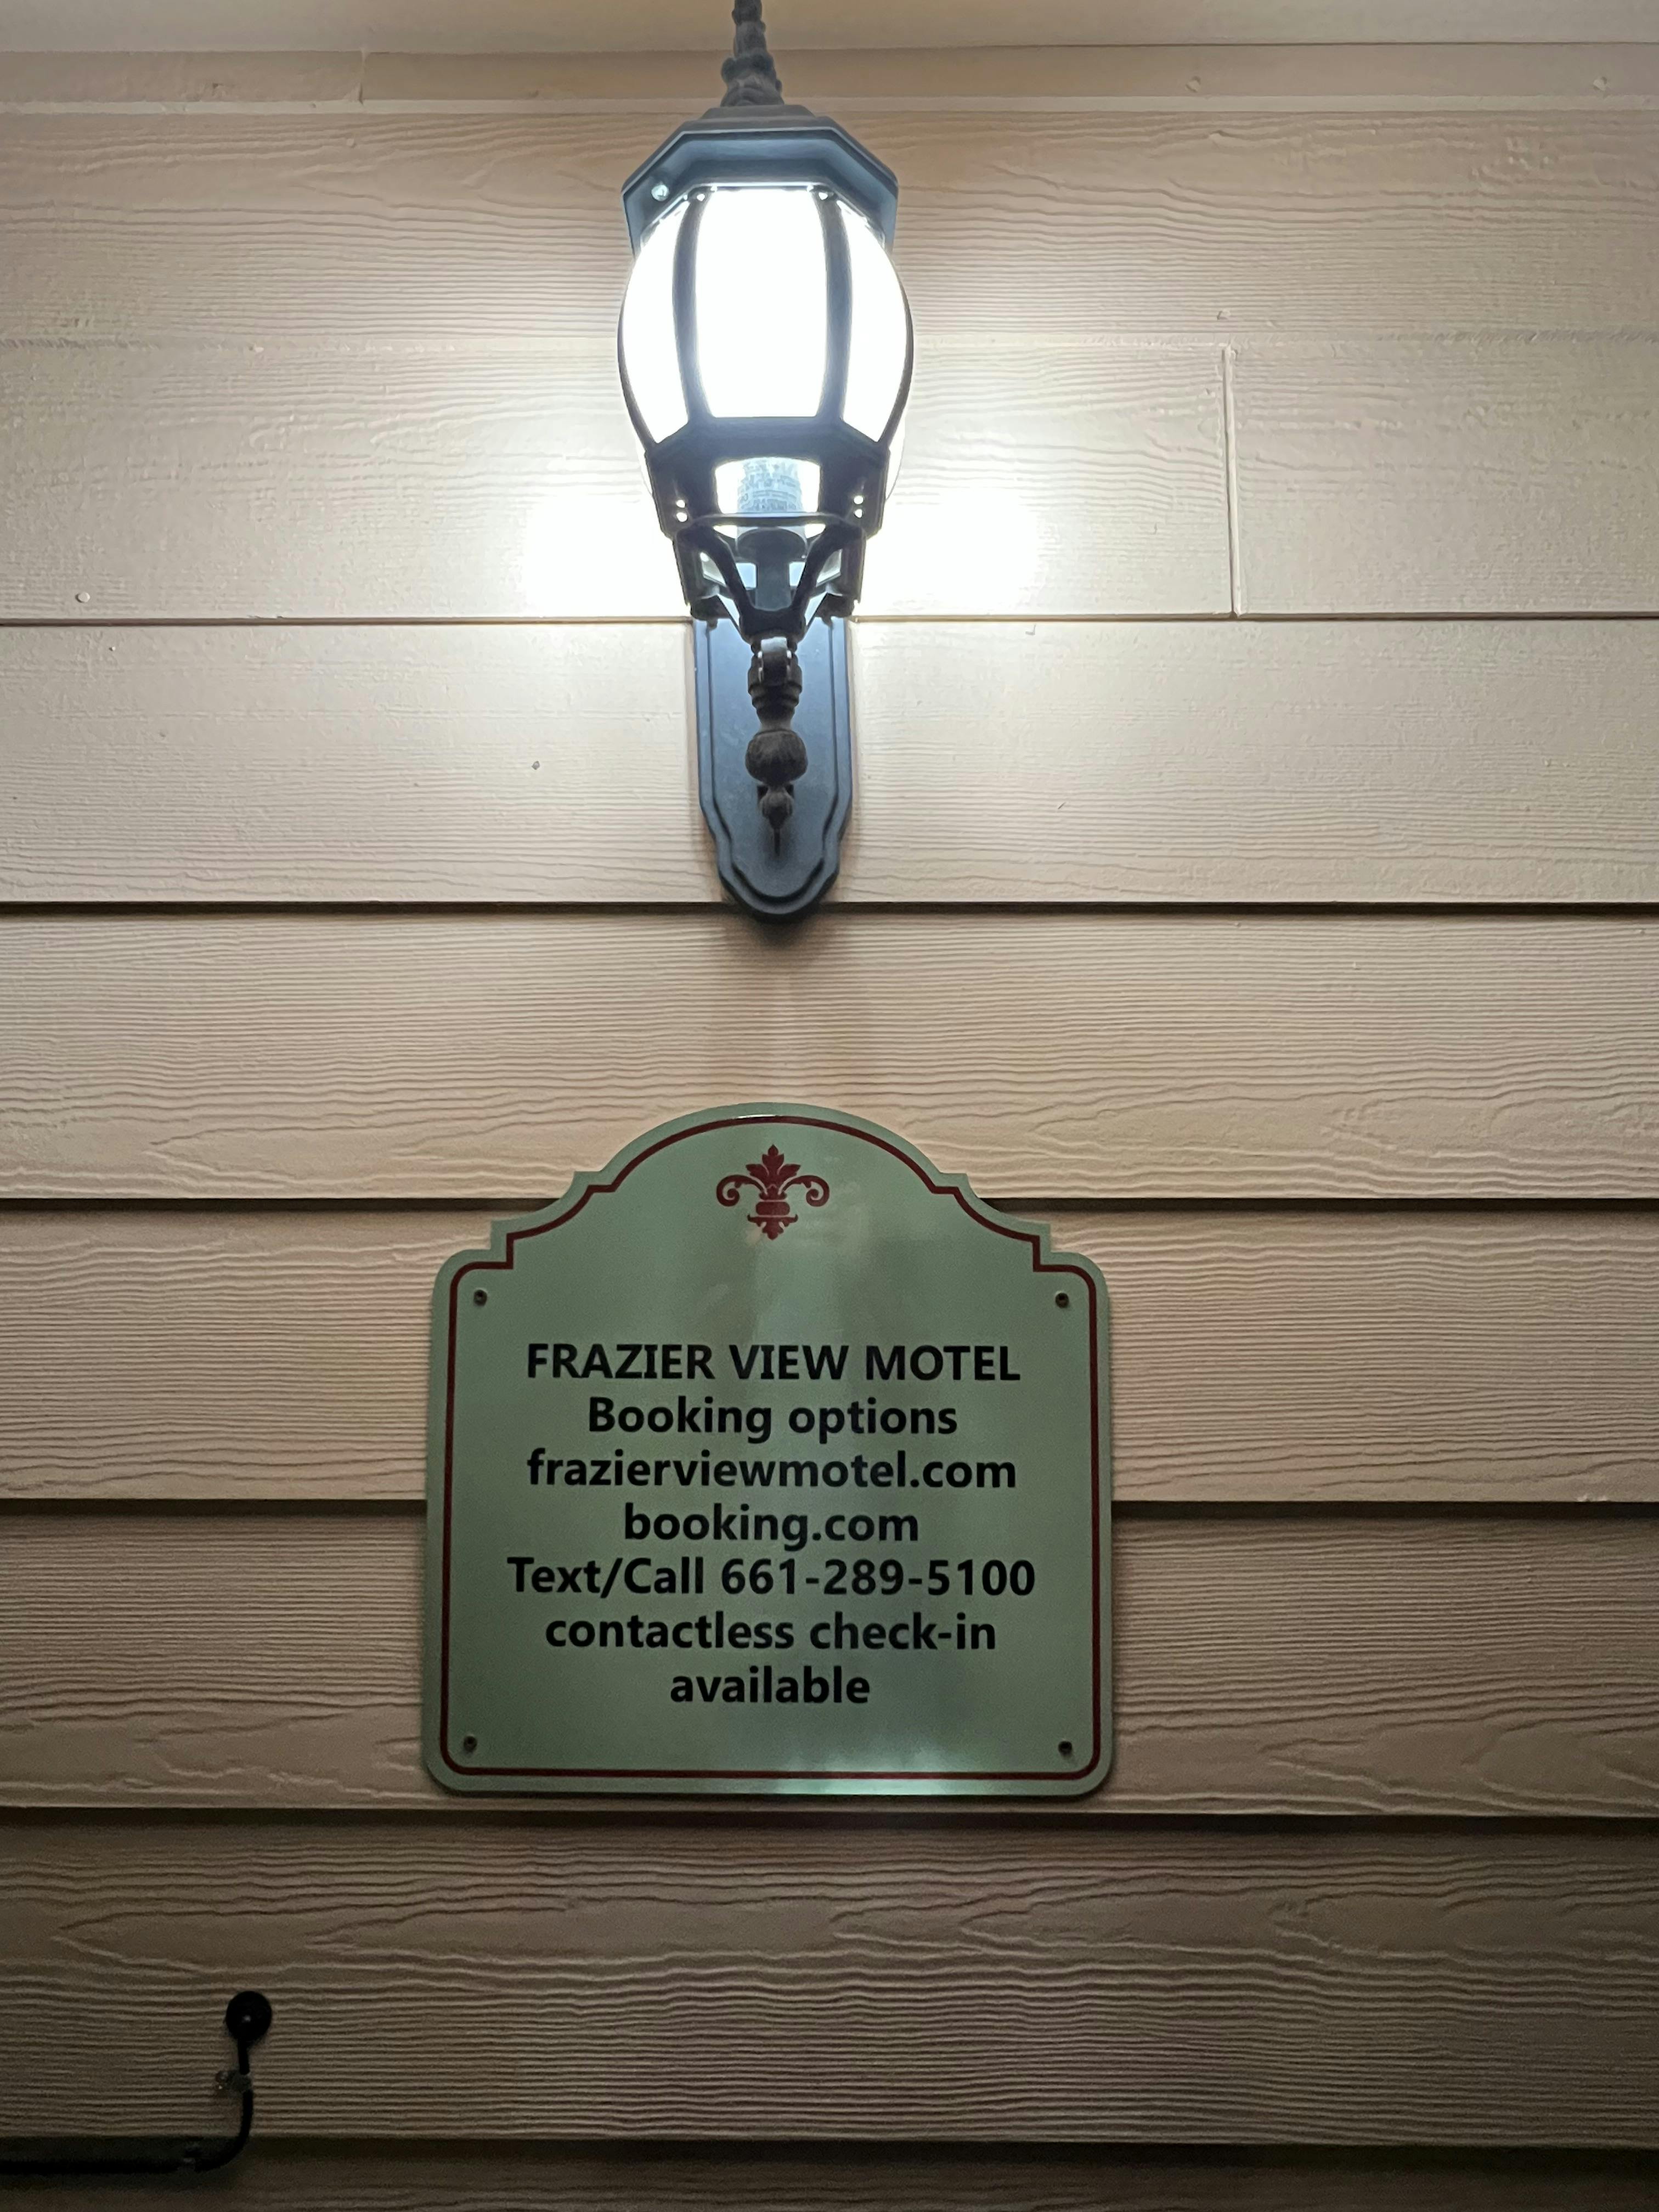 FRAZIER VIEW MOTEL
Booking options
frazierviewmotel.com
booking.com
Text/Call 661-289-5100
contactless check-in
available